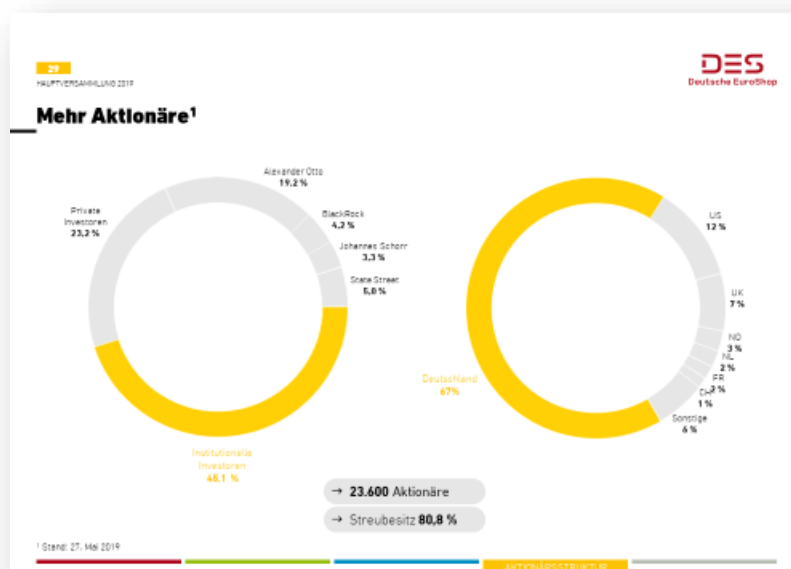 29
HAUPTVERSAMMLUNG 2019
DES
Deutsche EuroShop
Mehr Aktionäre¹
Alexander Otto
19,2 %
BlackRock
4,2 %
Johannes Schorr
3,3 %
State Street
5,0 %
Private
Investoren
23,2 %
Institutionelle
Investoren
45,1 %
US
12 %
UK
7 %
NO
3 %
NL
2 %
FR
2 %
CH
1 %
Sonstige
6 %
Deutschland
67%
→ 23.600 Aktionäre
→ Streubesitz 80,8 %
¹ Stand: 27. Mai 2019
AKTIONÄRSSTRUKTUR